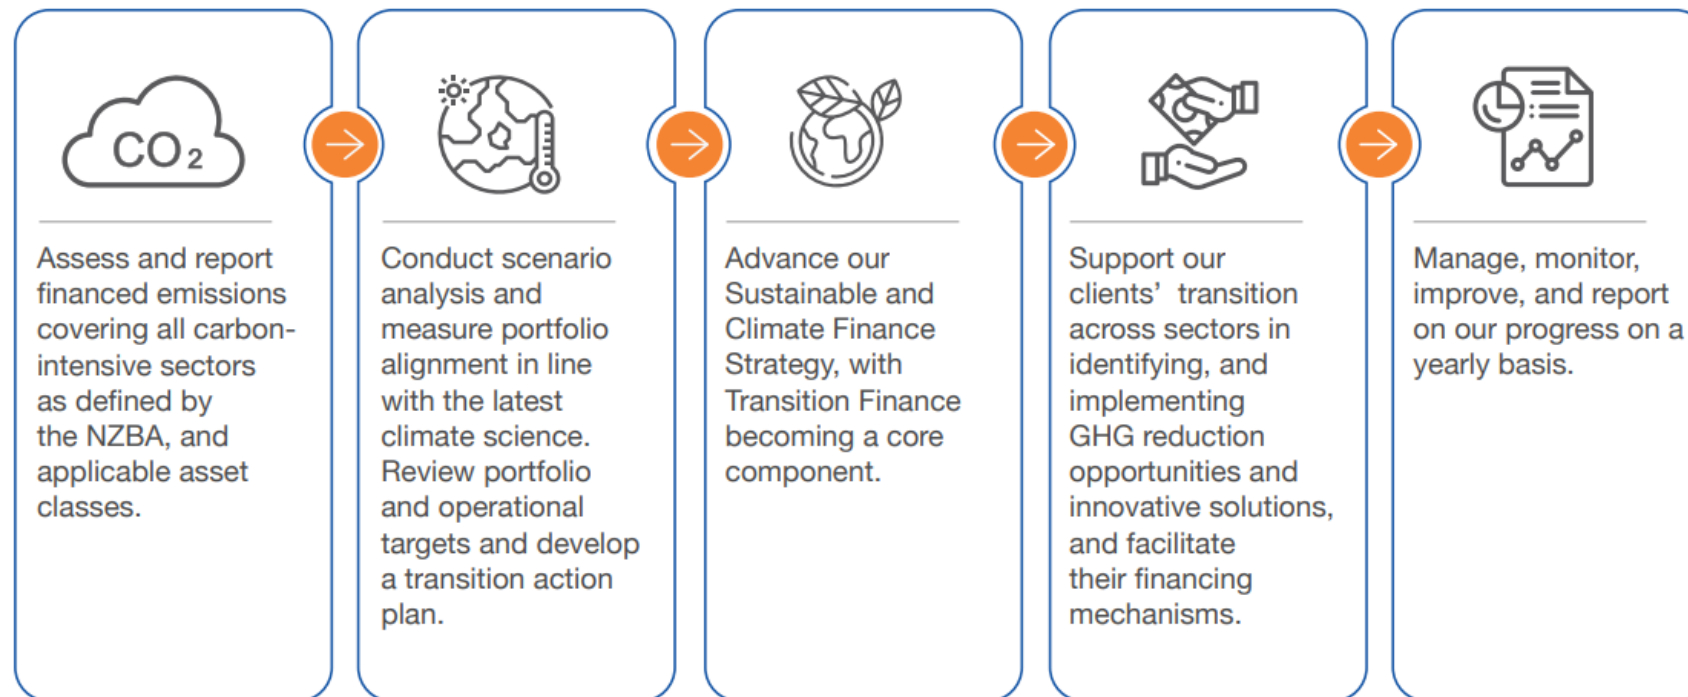 CO2
Assess and report
financed emissions
covering all carbon-
intensive sectors
as defined by
the NZBA, and
applicable asset
classes.
Conduct scenario
analysis and
measure portfolio
alignment in line
with the latest
climate science.
Review portfolio
and operational
targets and develop
a transition action
plan.
Advance our
Sustainable and
Climate Finance
Strategy, with
Transition Finance
becoming a core
component.
Support our
clients’ transition
across sectors in
identifying, and
implementing
GHG reduction
opportunities and
innovative solutions,
and facilitate
their financing
mechanisms.
Manage, monitor,
improve, and report
on our progress on a
yearly basis.